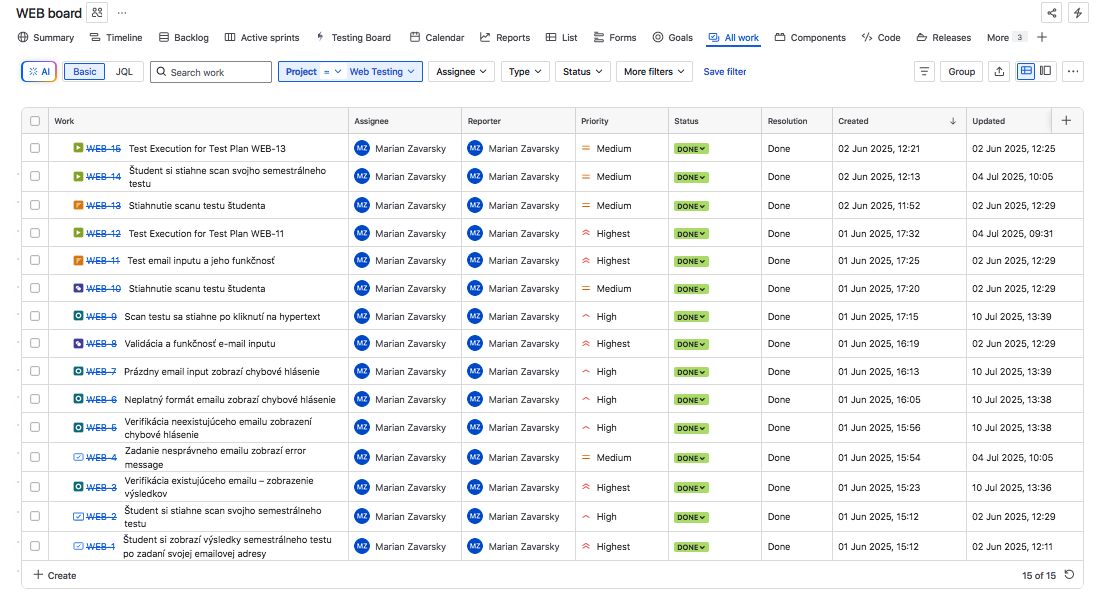 WEB board
Summary Timeline Backlog Active sprints Testing Board Calendar Reports List Forms Goals All work Components Code Releases More 3
AI Basic JQL Search work Project = Web Testing Assignee Type Status More filters Save filter Group
Work Assignee Reporter Priority Status Resolution Created Updated
WEB-15 Test Execution for Test Plan WEB-13 MZ Marian Zavarsky MZ Marian Zavarsky Medium DONE Done 02 Jun 2025, 12:21 02 Jun 2025, 12:25
WEB-14 Študent si stiahne scan svojho semestrálneho
testu MZ Marian Zavarsky MZ Marian Zavarsky Medium DONE Done 02 Jun 2025, 12:13 04 Jul 2025, 10:05
WEB-13 Stiahnutie scanu testu študenta MZ Marian Zavarsky MZ Marian Zavarsky Medium DONE Done 02 Jun 2025, 11:52 02 Jun 2025, 12:29
WEB-12 Test Execution for Test Plan WEB-11 MZ Marian Zavarsky MZ Marian Zavarsky Highest DONE Done 01 Jun 2025, 17:32 04 Jul 2025, 09:31
WEB-11 Test email inputu a jeho funkčnosť MZ Marian Zavarsky MZ Marian Zavarsky Highest DONE Done 01 Jun 2025, 17:25 02 Jun 2025, 12:29
WEB-10 Stiahnutie scanu testu študenta MZ Marian Zavarsky MZ Marian Zavarsky Medium DONE Done 01 Jun 2025, 17:20 02 Jun 2025, 12:29
WEB-9 Scan testu sa stiahne po kliknutí na hypertext MZ Marian Zavarsky MZ Marian Zavarsky High DONE Done 01 Jun 2025, 17:15 10 Jul 2025, 13:39
WEB-8 Validácia a funkčnosť e-mail inputu MZ Marian Zavarsky MZ Marian Zavarsky Highest DONE Done 01 Jun 2025, 16:19 02 Jun 2025, 12:29
WEB-7 Prázdny email input zobrazí chybové hlásenie MZ Marian Zavarsky MZ Marian Zavarsky High DONE Done 01 Jun 2025, 16:13 10 Jul 2025, 13:39
WEB-6 Neplatný formát emailu zobrazí chybové hlásenie MZ Marian Zavarsky MZ Marian Zavarsky High DONE Done 01 Jun 2025, 16:05 10 Jul 2025, 13:38
WEB-5 Verifikácia neexistujúceho emailu zobrazení
chybové hlásenie MZ Marian Zavarsky MZ Marian Zavarsky High DONE Done 01 Jun 2025, 15:56 10 Jul 2025, 13:38
WEB-4 Zadanie nesprávneho emailu zobrazí error
message MZ Marian Zavarsky MZ Marian Zavarsky Medium DONE Done 01 Jun 2025, 15:54 04 Jul 2025, 10:05
WEB-3 Verifikácia existujúceho emailu – zobrazenie
výsledkov MZ Marian Zavarsky MZ Marian Zavarsky Highest DONE Done 01 Jun 2025, 15:23 10 Jul 2025, 13:36
WEB-2 Študent si stiahne scan svojho semestrálneho
testu MZ Marian Zavarsky MZ Marian Zavarsky High DONE Done 01 Jun 2025, 15:12 02 Jun 2025, 12:29
WEB-1 Študent si zobrazí výsledky semestrálneho testu
po zadaní svojej emailovej adresy MZ Marian Zavarsky MZ Marian Zavarsky Highest DONE Done 01 Jun 2025, 15:12 02 Jun 2025, 12:11
Create 15 of 15